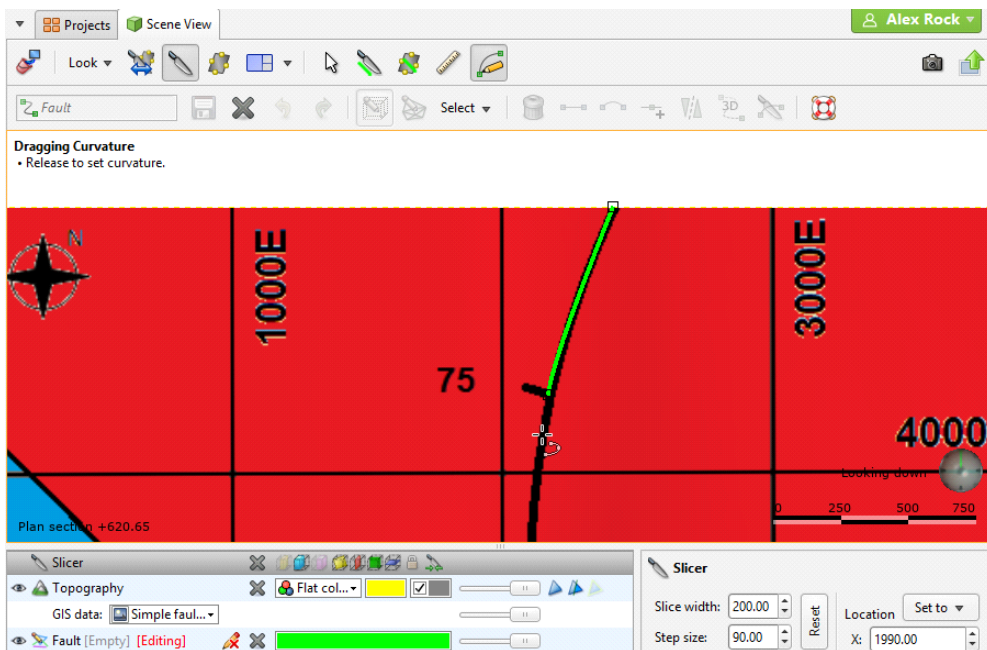 Projects Scene View Alex Rock
Look
Fault Select 3D
Dragging Curvature
• Release to set curvature.
N
1000E
3000E
75
4000
Looking down
0 250 500 750
Plan section +620.65
Slicer
Topography Flat col...
GIS data: Simple faul...
Fault [Empty] [Editing]
Slicer
Slice width: 200.00
Step size: 90.00
Reset
Location Set to
X: 1990.00